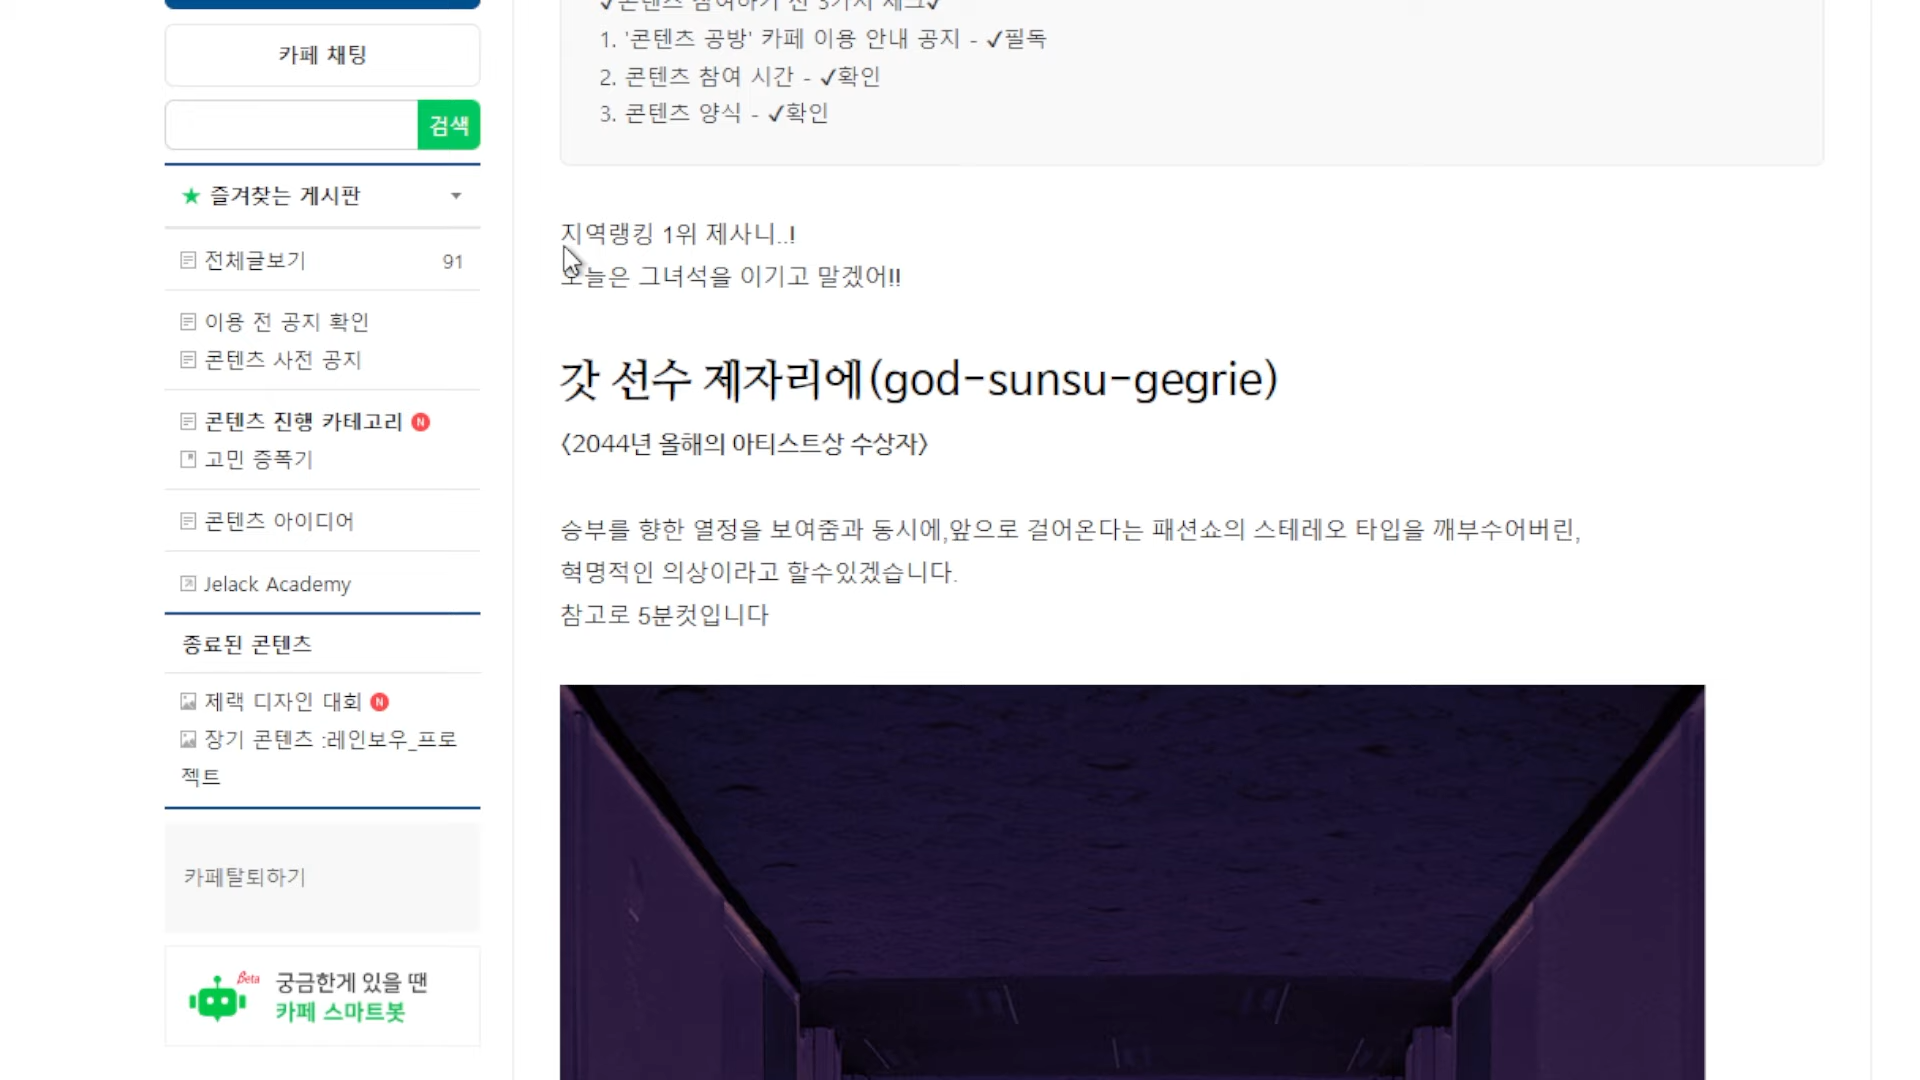 카페 채팅
검색
★ 즐겨찾는 게시판
전체글보기 91
이용 전 공지 확인
콘텐츠 사전 공지
콘텐츠 진행 카테고리 N
고민 증폭기
콘텐츠 아이디어
Jelack Academy
종료된 콘텐츠
제랙 디자인 대회 N
장기 콘텐츠 :레인보우_프로
젝트
카페탈퇴하기
Beta
궁금한게 있을 땐
카페 스마트봇
✓콘텐츠 참여하기 전 3가지 체크✓
1. '콘텐츠 공방' 카페 이용 안내 공지 - ✓필독
2. 콘텐츠 참여 시간 - ✓확인
3. 콘텐츠 양식 - ✓확인
지역랭킹 1위 제사니..!
오늘은 그녀석을 이기고 말겠어!!
갓 선수 제자리에(god-sunsu-gegrie)
<2044년 올해의 아티스트상 수상자>
승부를 향한 열정을 보여줌과 동시에,앞으로 걸어온다는 패션쇼의 스테레오 타입을 깨부수어버린,
혁명적인 의상이라고 할수있겠습니다.
참고로 5분컷입니다